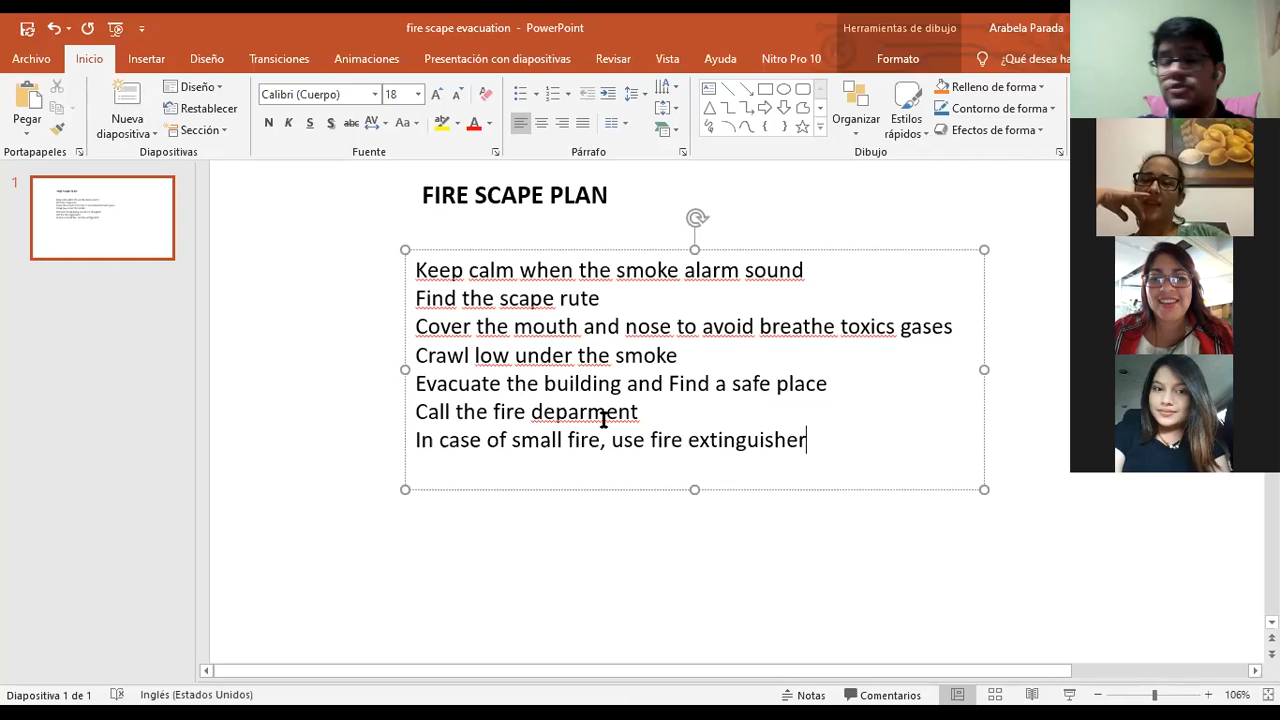 fire scape evacuation - PowerPoint
Herramientas de dibujo
Arabela Parada
Archivo
Inicio
Insertar
Diseño
Transiciones
Animaciones
Presentación con diapositivas
Revisar
Vista
Ayuda
Nitro Pro 10
Formato
¿Qué desea ha
Pegar
Nueva diapositiva
Diseño
Restablecer
Sección
Calibri (Cuerpo)
18
N K S S abc AV Aa A
Organizar
Estilos rápidos
Relleno de forma
Contorno de forma
Efectos de forma
Portapapeles
Diapositivas
Fuente
Párrafo
Dibujo
1
FIRE SCAPE PLAN
Keep calm when the smoke alarm sound
Find the scape rute
Cover the mouth and nose to avoid breathe toxics gases
Crawl low under the smoke
Evacuate the building and Find a safe place
Call the fire deparment
In case of small fire, use fire extinguisher
Diapositiva 1 de 1
Inglés (Estados Unidos)
Notas
Comentarios
106%